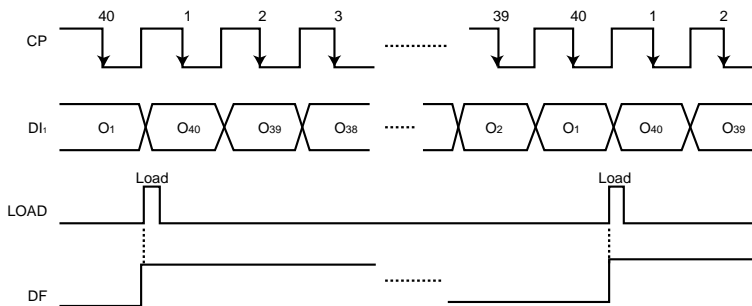 40 1 2 3 39 40 1 2
CP
DI1 O1 O40 O39 O38 O2 O1 O40 O39
Load Load
LOAD
DF